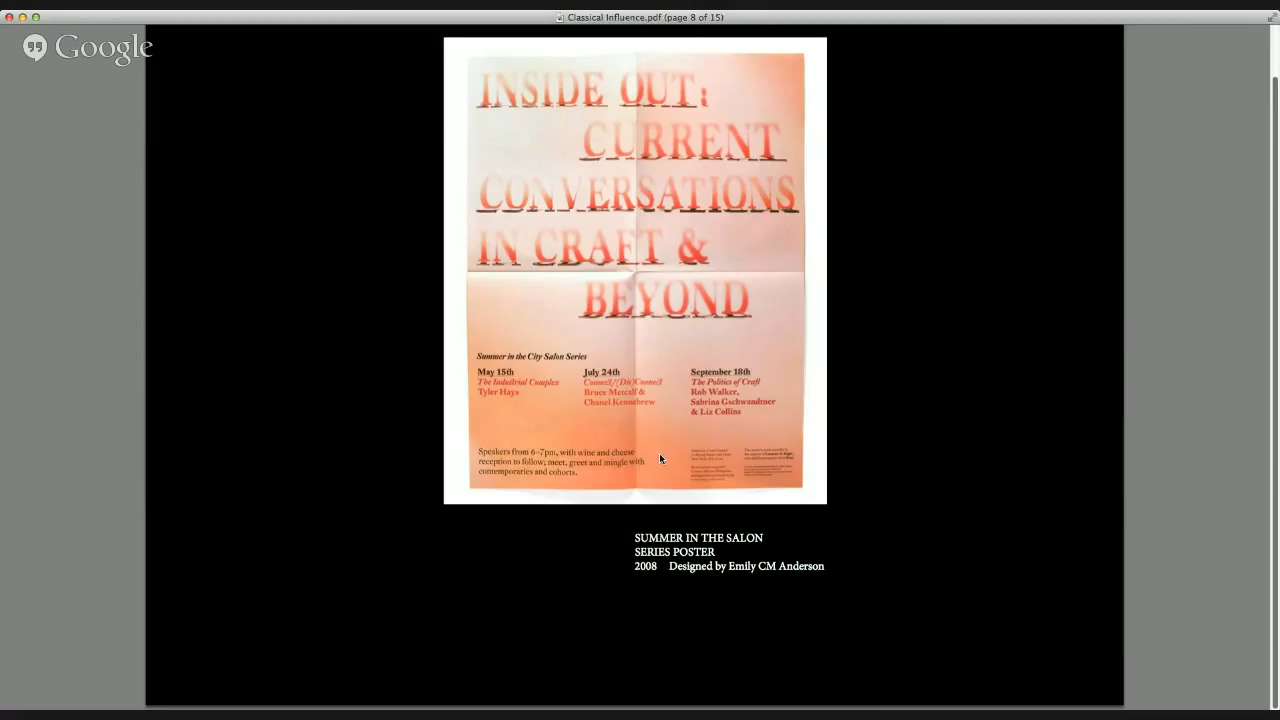 Classical Influence.pdf (page 8 of 15)
Google
INSIDE OUT:
CURRENT
CONVERSATIONS
IN CRAFT &
BEYOND
Summer in the City Salon Series
May 15th
The Industrial Complex
Tyler Hays
July 24th
Connect/(Dis)Connect
Bruce Metcalf &
Chanel Kennebrew
September 18th
The Politics of Craft
Rob Walker,
Sabrina Gschwandtner
& Liz Collins
Speakers from 6–7pm, with wine and cheese
reception to follow; meet, greet and mingle with
contemporaries and cohorts.
SUMMER IN THE SALON
SERIES POSTER
2008 Designed by Emily CM Anderson